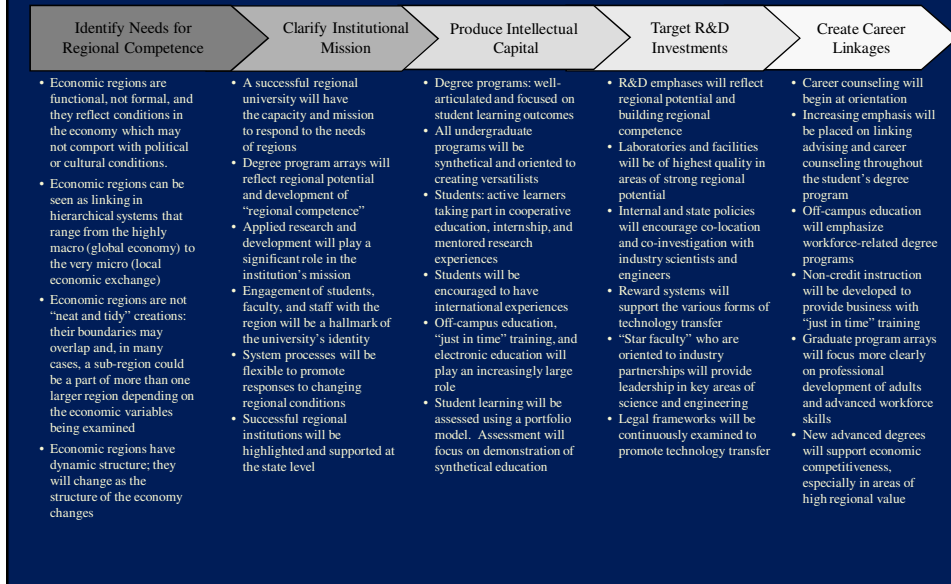 Identify Needs for
Regional Competence
Clarify Institutional
Mission
Produce Intellectual
Capital
Target R&D
Investments
Create Career
Linkages
• Economic regions are
functional, not formal, and
they reflect conditions in
the economy which may
not comport with political
or cultural conditions.
• Economic regions can be
seen as linking in
hierarchical systems that
range from the highly
macro (global economy) to
the very micro (local
economic exchange)
• Economic regions are not
“neat and tidy” creations:
their boundaries may
overlap and, in many
cases, a sub-region could
be a part of more than one
larger region depending on
the economic variables
being examined
• Economic regions have
dynamic structure; they
will change as the
structure of the economy
changes
• A successful regional
university will have
the capacity and mission
to respond to the needs
of regions
• Degree program arrays will
reflect regional potential
and development of
“regional competence”
• Applied research and
development will play a
significant role in the
institution’s mission
• Engagement of students,
faculty, and staff with the
region will be a hallmark of
the university’s identity
• System processes will be
flexible to promote
responses to changing
regional conditions
• Successful regional
institutions will be
highlighted and supported at
the state level
• Degree programs: well-
articulated and focused on
student learning outcomes
• All undergraduate
programs will be
synthetical and oriented to
creating versatilists
• Students: active learners
taking part in cooperative
education, internship, and
mentored research
experiences
• Students will be
encouraged to have
international experiences
• Off-campus education,
“just in time” training, and
electronic education will
play an increasingly large
role
• Student learning will be
assessed using a portfolio
model. Assessment will
focus on demonstration of
synthetical education
• R&D emphases will reflect
regional potential and
building regional
competence
• Laboratories and facilities
will be of highest quality in
areas of strong regional
potential
• Internal and state policies
will encourage co-location
and co-investigation with
industry scientists and
engineers
• Reward systems will
support the various forms of
technology transfer
• “Star faculty” who are
oriented to industry
partnerships will provide
leadership in key areas of
science and engineering
• Legal frameworks will be
continuously examined to
promote technology transfer
• Career counseling will
begin at orientation
• Increasing emphasis will
be placed on linking
advising and career
counseling throughout
the student’s degree
program
• Off-campus education
will emphasize
workforce-related degree
programs
• Non-credit instruction
will be developed to
provide business with
“just in time” training
• Graduate program arrays
will focus more clearly
on professional
development of adults
and advanced workforce
skills
• New advanced degrees
will support economic
competitiveness,
especially in areas of
high regional value